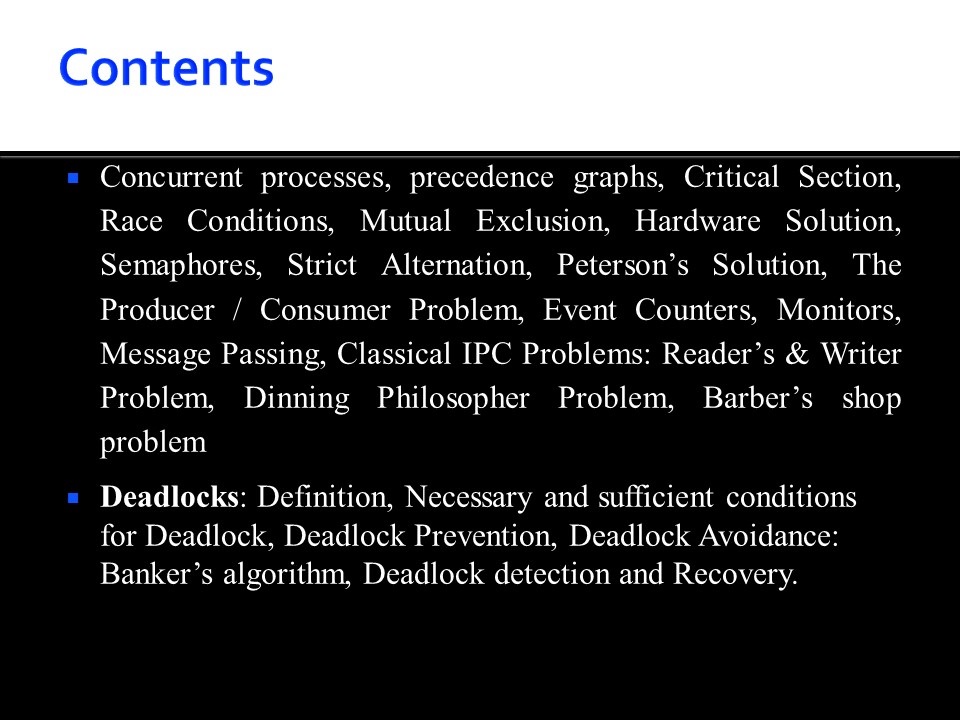 Contents
Concurrent processes, precedence graphs, Critical Section,
Race Conditions, Mutual Exclusion, Hardware Solution,
Semaphores, Strict Alternation, Peterson’s Solution, The
Producer / Consumer Problem, Event Counters, Monitors,
Message Passing, Classical IPC Problems: Reader’s & Writer
Problem, Dinning Philosopher Problem, Barber’s shop
problem
Deadlocks: Definition, Necessary and sufficient conditions
for Deadlock, Deadlock Prevention, Deadlock Avoidance:
Banker’s algorithm, Deadlock detection and Recovery.